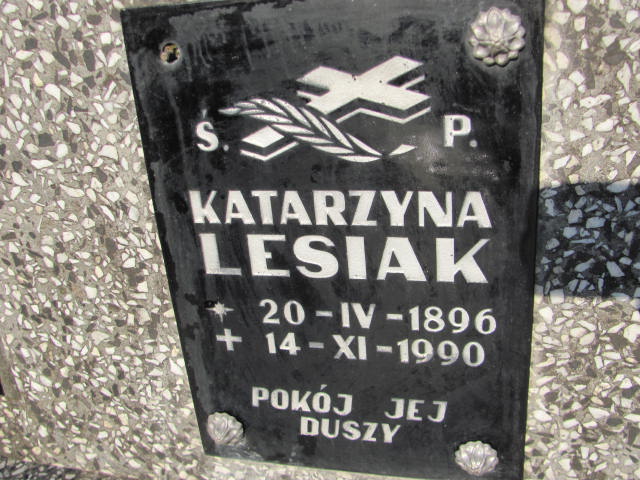 Ś. P.
KATARZYNA
LESIAK
* 20-IV-1896
+ 14-XI-1990
POKÓJ JEJ
DUSZY